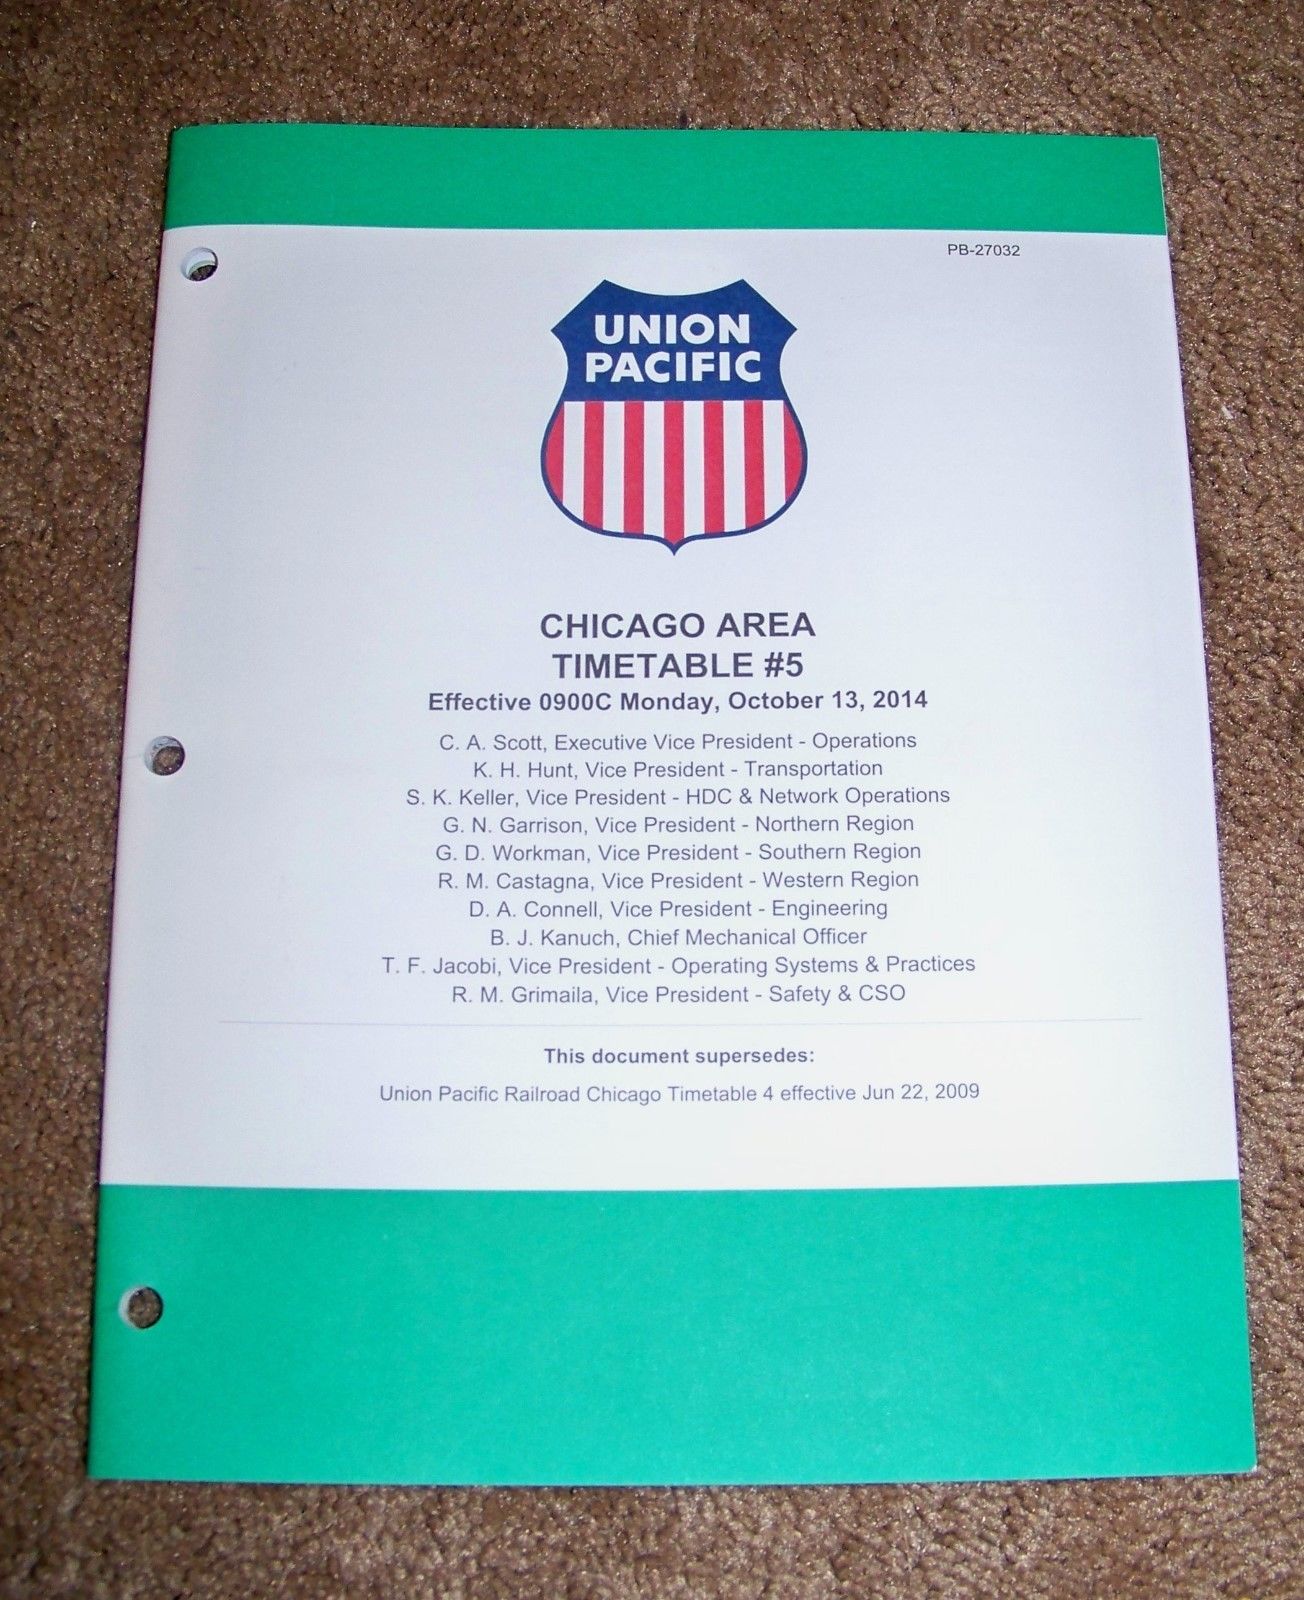 PB-27032
UNION
PACIFIC
CHICAGO AREA
TIMETABLE #5
Effective 0900C Monday, October 13, 2014
C. A. Scott, Executive Vice President - Operations
K. H. Hunt, Vice President - Transportation
S. K. Keller, Vice President - HDC & Network Operations
G. N. Garrison, Vice President - Northern Region
G. D. Workman, Vice President - Southern Region
R. M. Castagna, Vice President - Western Region
D. A. Connell, Vice President - Engineering
B. J. Kanuch, Chief Mechanical Officer
T. F. Jacobi, Vice President - Operating Systems & Practices
R. M. Grimaila, Vice President - Safety & CSO
This document supersedes:
Union Pacific Railroad Chicago Timetable 4 effective Jun 22, 2009